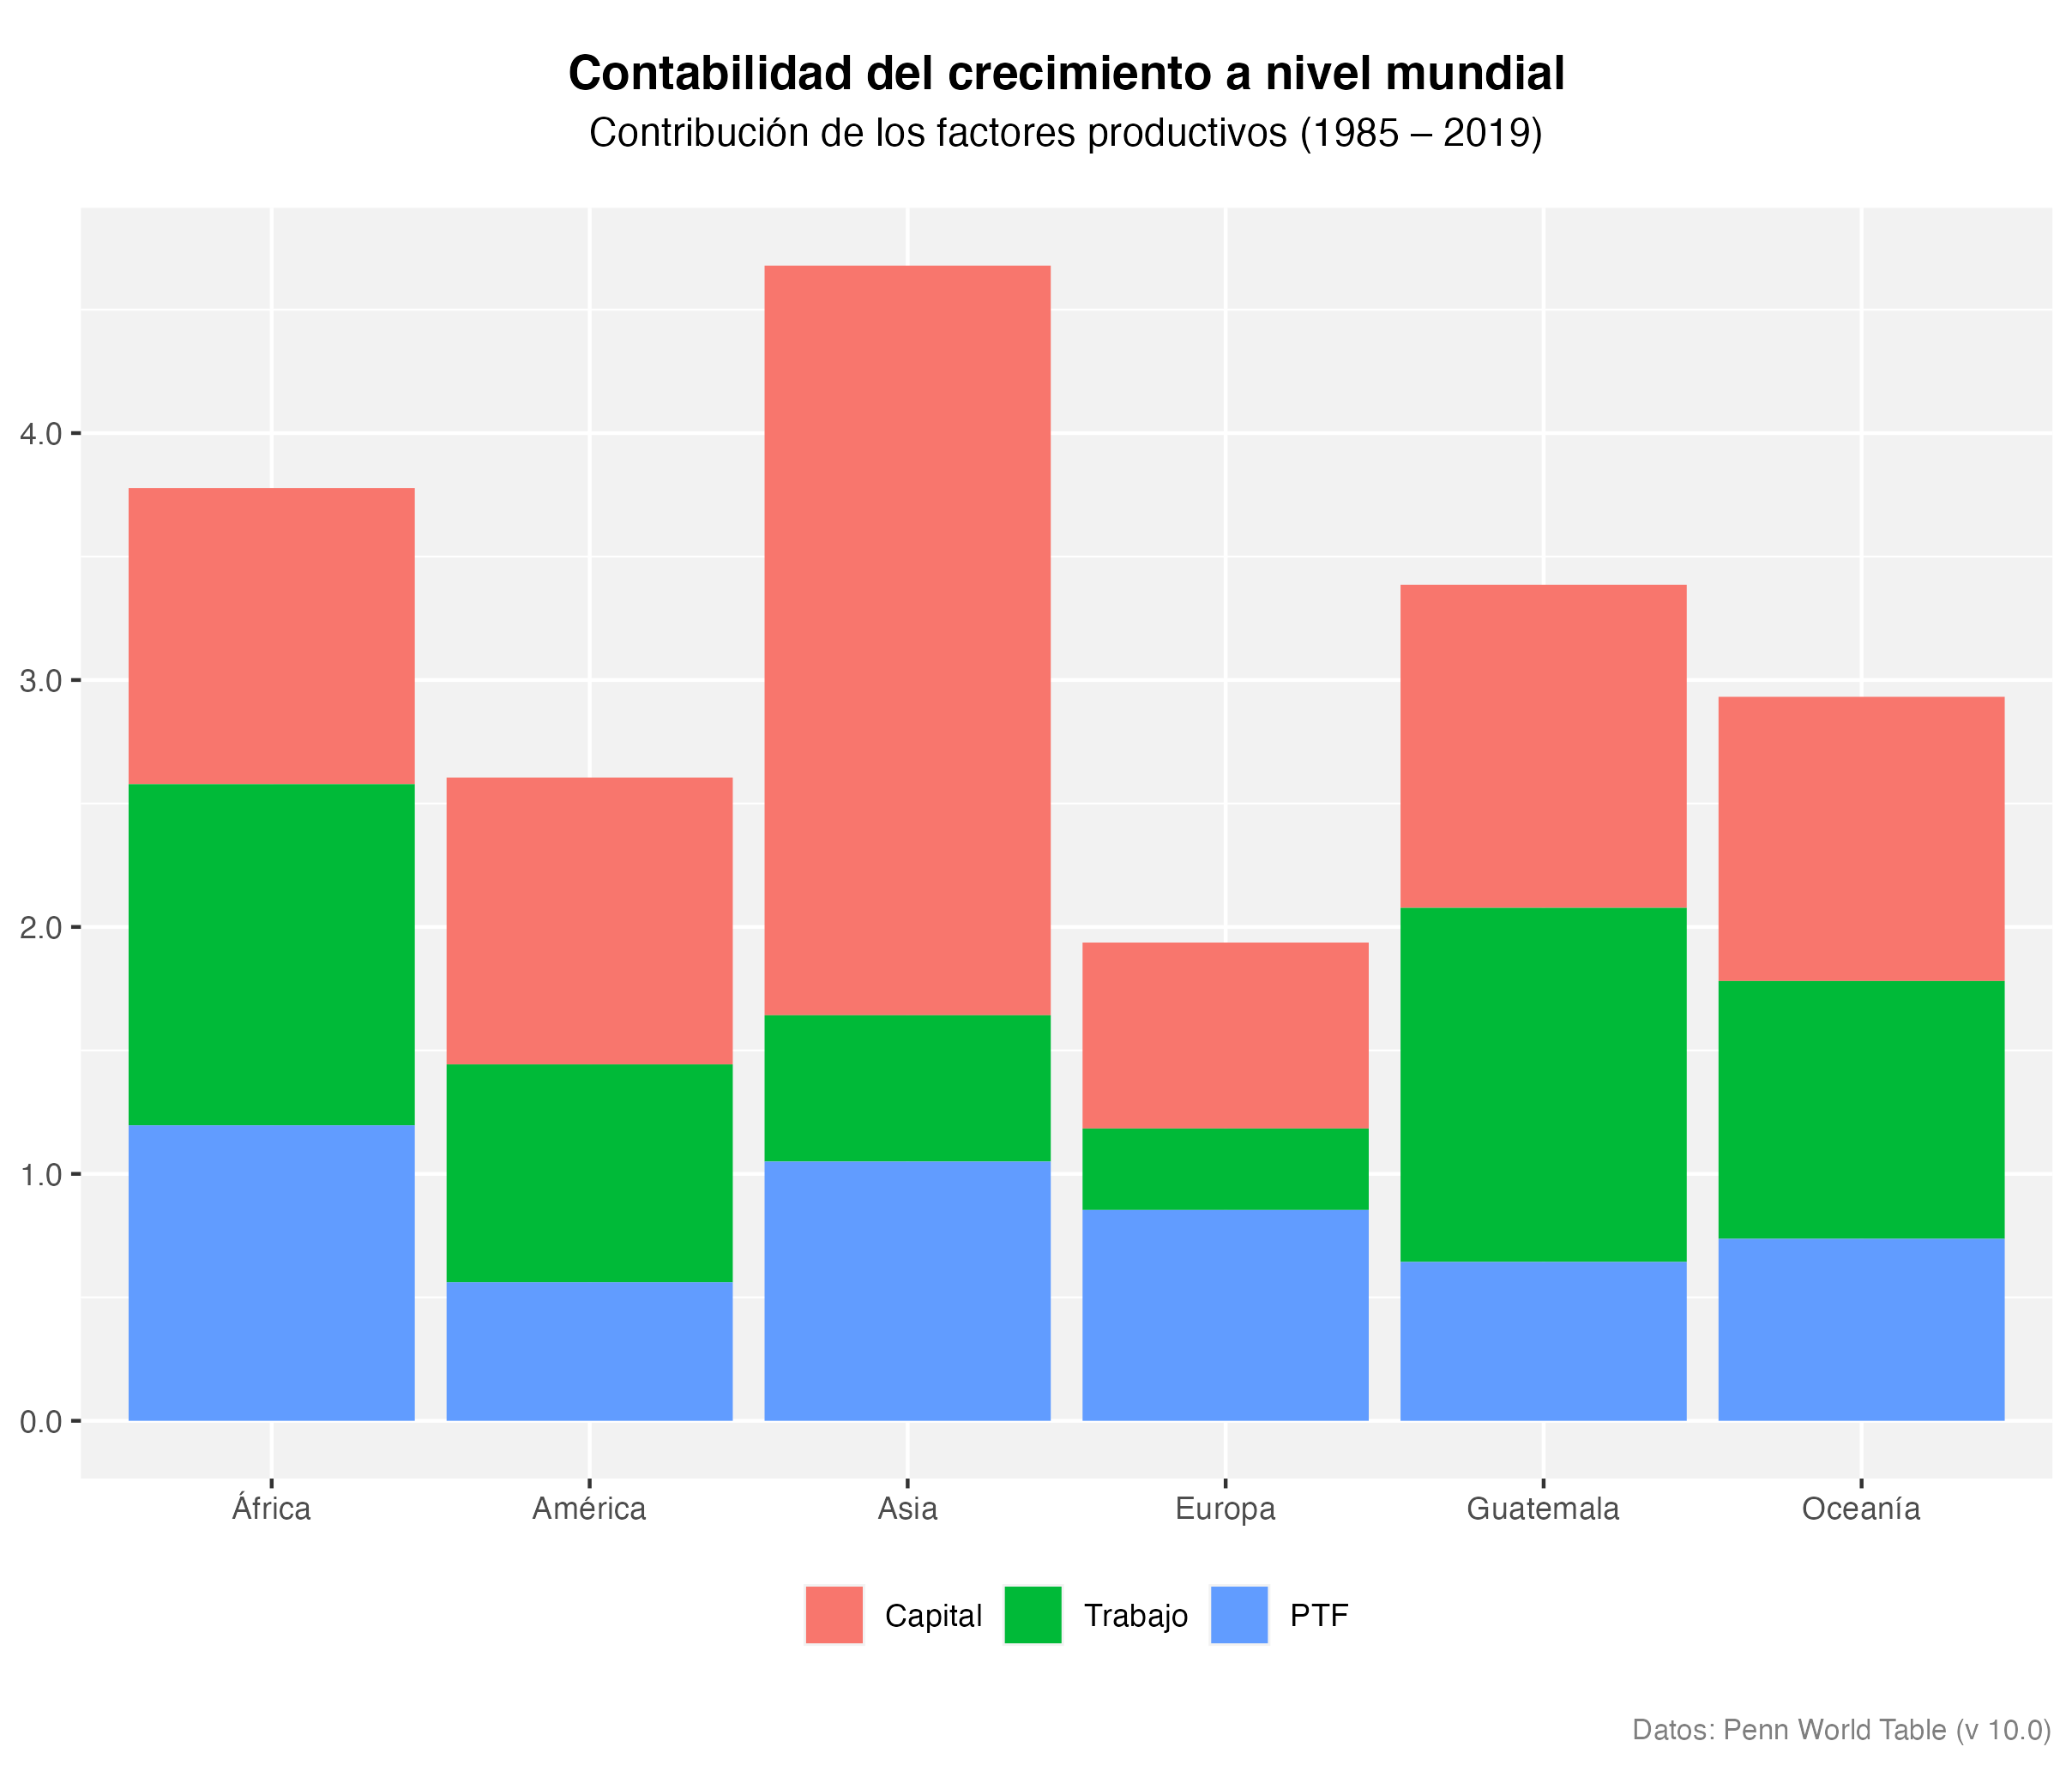 Contabilidad del crecimiento a nivel mundial
Contribución de los factores productivos (1985 – 2019)
4.0
3.0
2.0
1.0
0.0
África América Asia Europa Guatemala Oceanía
Capital Trabajo PTF
Datos: Penn World Table (v 10.0)